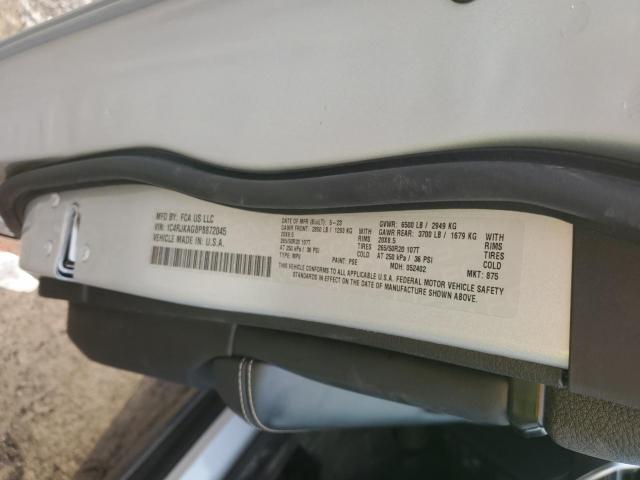 MFD BY: FCA US LLC
VIN: 1C4RJKAG8P8872045
VEHICLE MADE IN: U.S.A.
DATE OF MFR (BUILT): 5-23
GAWR FRONT: 2850 LB / 1293 KG WITH
20X8.5 RIMS
265/50R20 107T TIRES
AT 250 kPa / 36 PSI COLD
TYPE: MPV PAINT: PSE
GVWR: 6500 LB / 2949 KG
GAWR REAR: 3700 LB / 1679 KG WITH
20X8.5 RIMS
265/50R20 107T TIRES
AT 250 kPa / 36 PSI COLD
MDH: 052402 MKT: 875
THIS VEHICLE CONFORMS TO ALL APPLICABLE U.S.A. FEDERAL MOTOR VEHICLE SAFETY
STANDARDS IN EFFECT ON THE DATE OF MANUFACTURE SHOWN ABOVE.